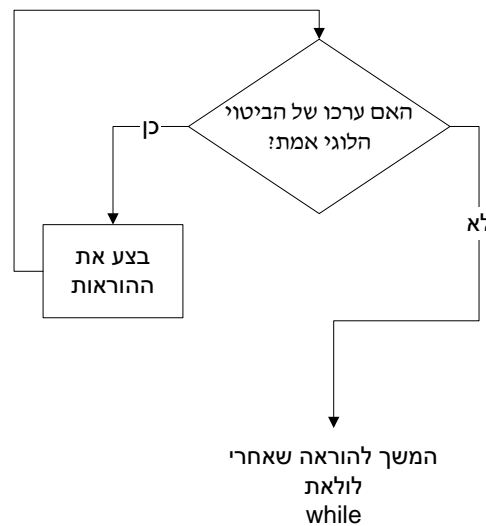 האם ערכו של הביטוי
הלוגי אמת?
כן
לא
בצע את
ההוראות
המשך להוראה שאחרי
לולאת
while